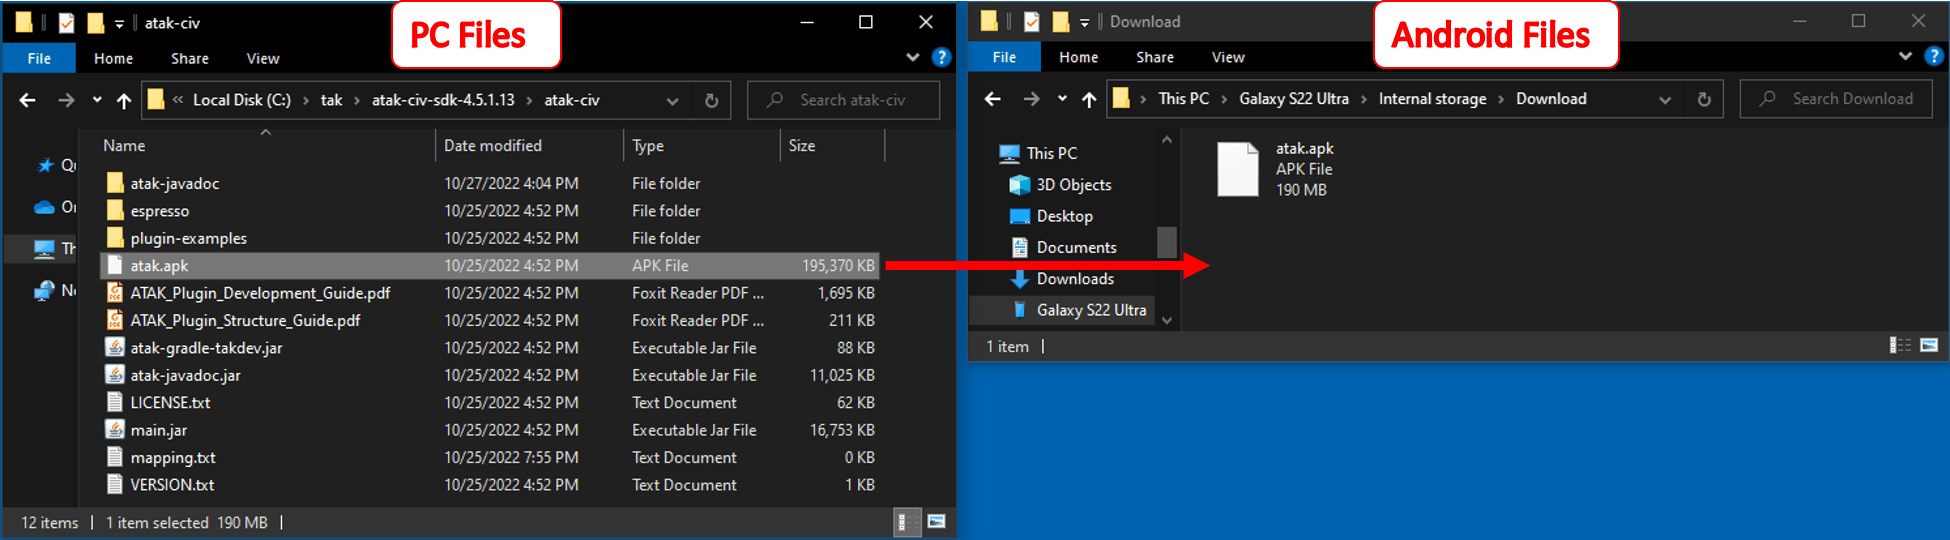 atak-civ
PC Files
File Home Share View
« Local Disk (C:) › tak › atak-civ-sdk-4.5.1.13 › atak-civ
Search atak-civ
Name Date modified Type Size
atak-javadoc 10/27/2022 4:04 PM File folder
espresso 10/25/2022 4:52 PM File folder
plugin-examples 10/25/2022 4:52 PM File folder
atak.apk 10/25/2022 4:52 PM APK File 195,370 KB
ATAK_Plugin_Development_Guide.pdf 10/25/2022 4:52 PM Foxit Reader PDF ... 1,695 KB
ATAK_Plugin_Structure_Guide.pdf 10/25/2022 4:52 PM Foxit Reader PDF ... 211 KB
atak-gradle-takdev.jar 10/25/2022 4:52 PM Executable Jar File 88 KB
atak-javadoc.jar 10/25/2022 4:52 PM Executable Jar File 11,025 KB
LICENSE.txt 10/25/2022 4:52 PM Text Document 62 KB
main.jar 10/25/2022 4:52 PM Executable Jar File 16,753 KB
mapping.txt 10/25/2022 7:55 PM Text Document 0 KB
VERSION.txt 10/25/2022 4:52 PM Text Document 1 KB
12 items | 1 item selected 190 MB |
Download
Android Files
File Home Share View
› This PC › Galaxy S22 Ultra › Internal storage › Download
Search Download
This PC
3D Objects
Desktop
Documents
Downloads
Galaxy S22 Ultra
atak.apk
APK File
190 MB
1 item |